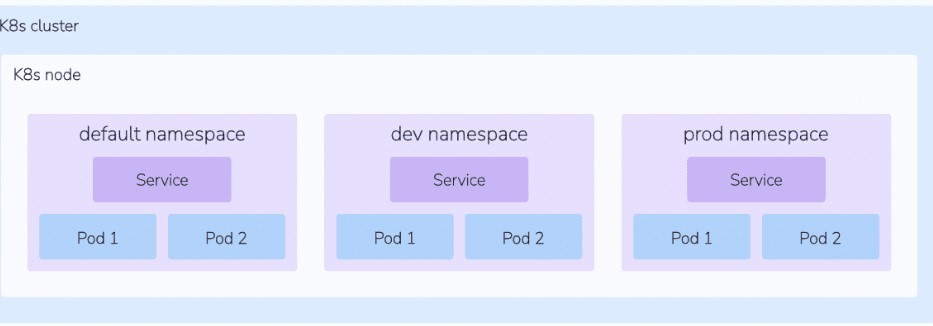 K8s cluster
K8s node
default namespace
Service
Pod 1
Pod 2
dev namespace
Service
Pod 1
Pod 2
prod namespace
Service
Pod 1
Pod 2